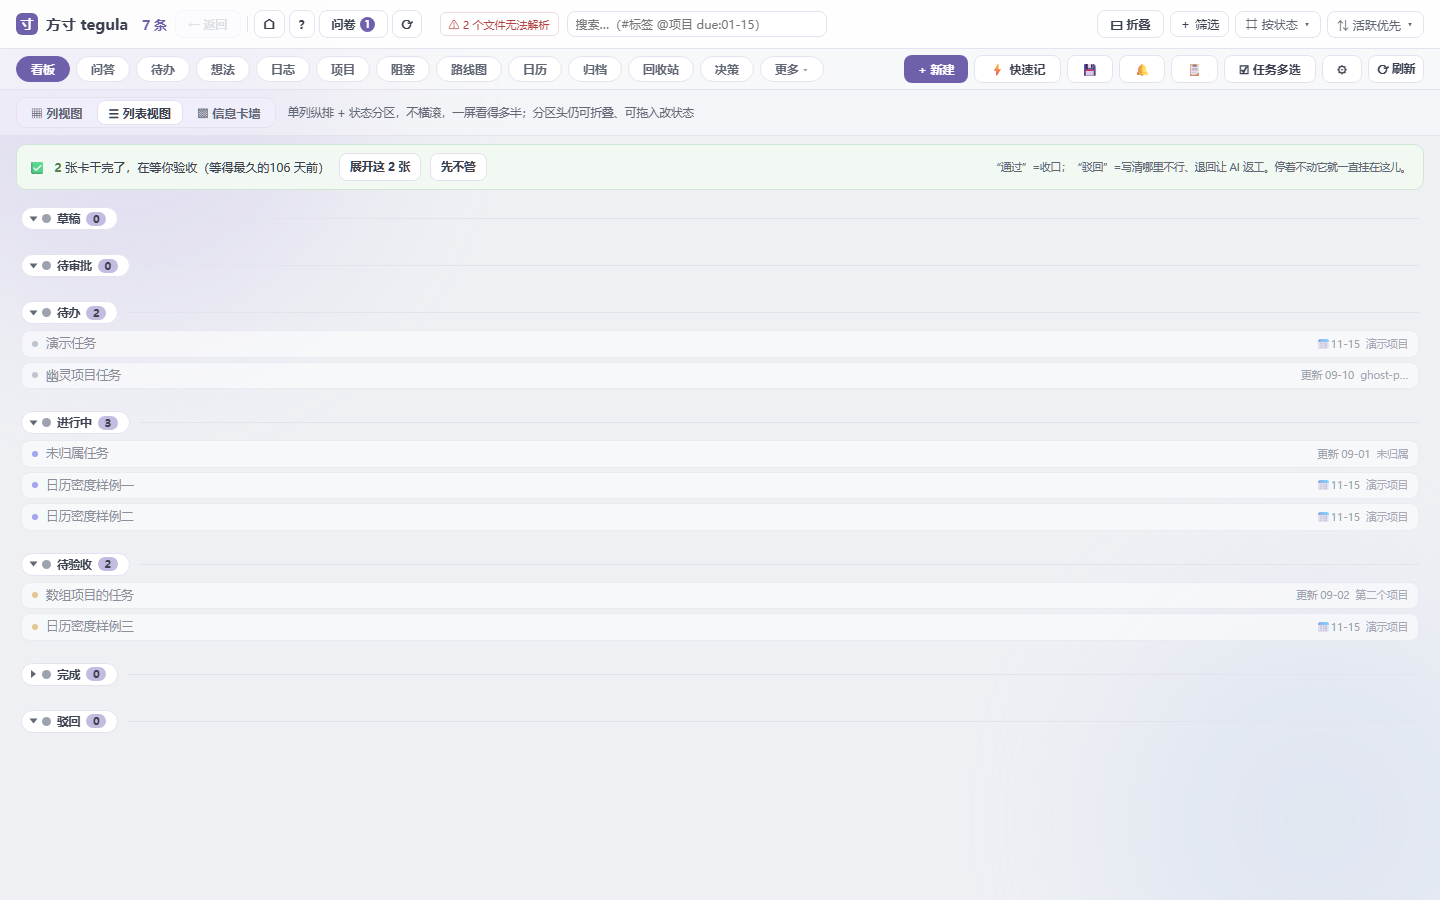 方寸 tegula 7 条 ← 返回 ? 问卷 1 ⚠ 2 个文件无法解析 搜索… (#标签 @项目 due:01-15) 折叠 + 筛选 按状态 活跃优先
看板 问答 待办 想法 日志 项目 阻塞 路线图 日历 归档 回收站 决策 更多 + 新建 快速记 任务多选 刷新
列视图 列表视图 信息卡墙 单列纵排 + 状态分区，不横滚，一屏看得多半；分区头仍可折叠、可拖入改状态
2 张卡干完了，在等你验收（等得最久的106 天前） 展开这 2 张 先不管 “通过”=收口； “驳回”=写清哪里不行、退回让 AI 返工。停着不动它就一直挂在这儿。
草稿 0
待审批 0
待办 2
演示任务 11-15 演示项目
幽灵项目任务 更新 09-10 ghost-p…
进行中 3
未归属任务 更新 09-01 未归属
日历密度样例一 11-15 演示项目
日历密度样例二 11-15 演示项目
待验收 2
数组项目的任务 更新 09-02 第二个项目
日历密度样例三 11-15 演示项目
完成 0
驳回 0